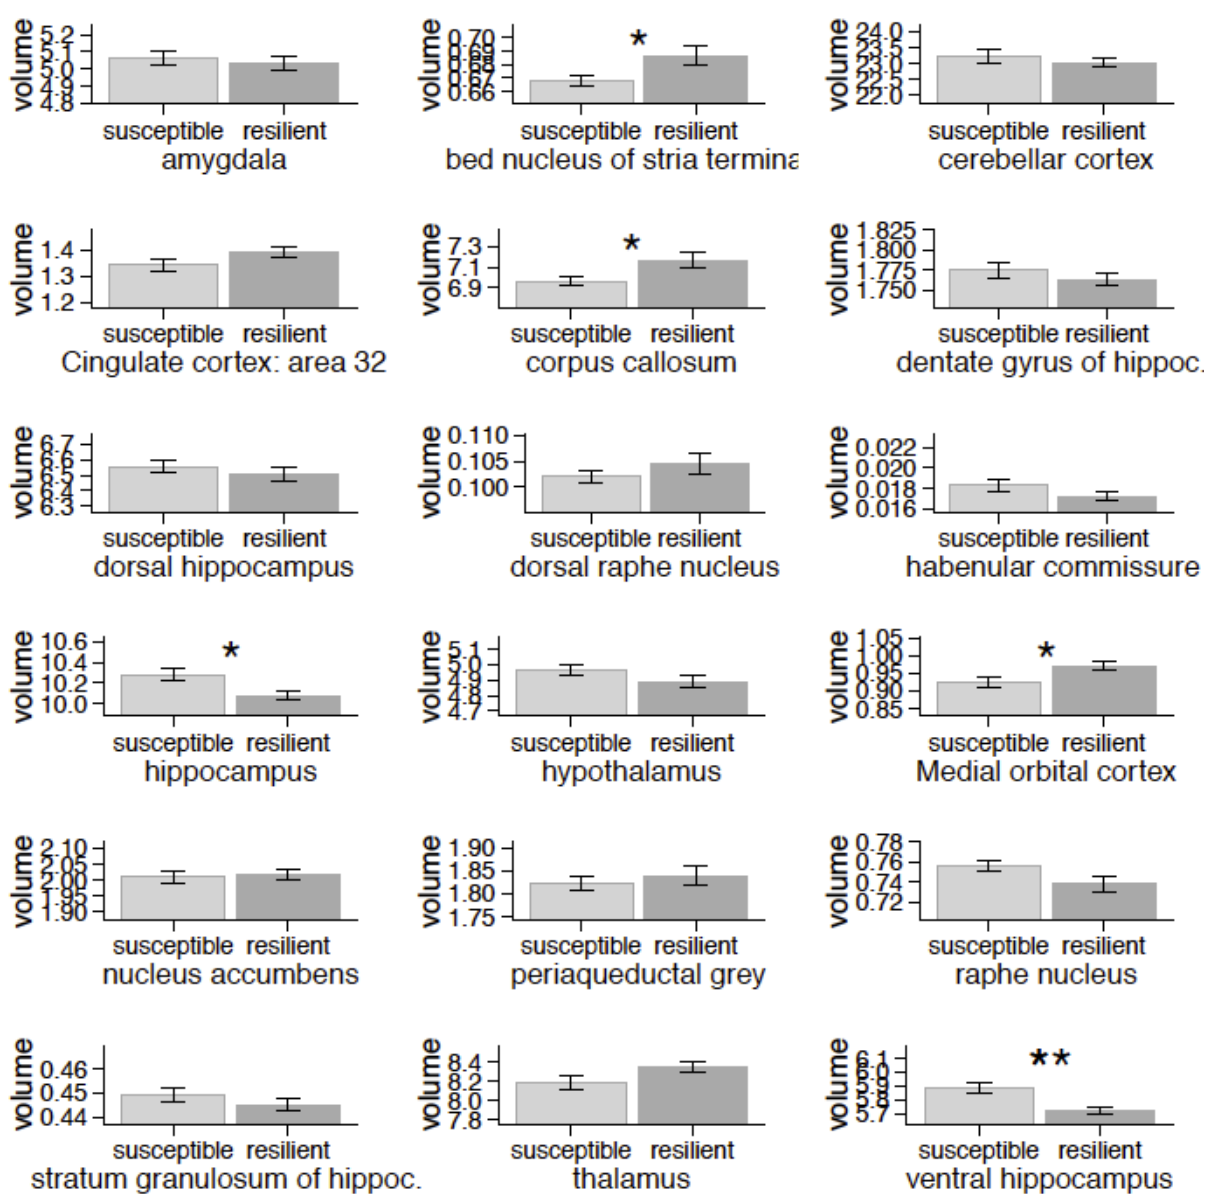 volume
5.2
5.1
5.0
4.9
4.8
susceptible resilient
amygdala
volume
0.70
0.69
0.68
0.67
0.66
*
susceptible resilient
bed nucleus of stria termina
volume
24.0
23.5
23.0
22.5
22.0
susceptible resilient
cerebellar cortex
volume
1.4
1.3
1.2
susceptible resilient
Cingulate cortex: area 32
volume
7.3
7.1
6.9
*
susceptible resilient
corpus callosum
volume
1.825
1.800
1.775
1.750
susceptible resilient
dentate gyrus of hippoc.
volume
6.7
6.6
6.5
6.4
6.3
susceptible resilient
dorsal hippocampus
volume
0.110
0.105
0.100
susceptible resilient
dorsal raphe nucleus
volume
0.022
0.020
0.018
0.016
susceptible resilient
habenular commissure
volume
10.6
10.4
10.2
10.0
*
susceptible resilient
hippocampus
volume
5.1
5.0
4.9
4.8
4.7
susceptible resilient
hypothalamus
volume
1.05
1.00
0.95
0.90
0.85
*
susceptible resilient
Medial orbital cortex
volume
2.10
2.05
2.00
1.95
1.90
susceptible resilient
nucleus accumbens
volume
1.90
1.85
1.80
1.75
susceptible resilient
periaqueductal grey
volume
0.78
0.76
0.74
0.72
susceptible resilient
raphe nucleus
volume
0.46
0.45
0.44
susceptible resilient
stratum granulosum of hippoc.
volume
8.4
8.2
8.0
7.8
susceptible resilient
thalamus
volume
6.1
6.0
5.9
5.8
5.7
**
susceptible resilient
ventral hippocampus